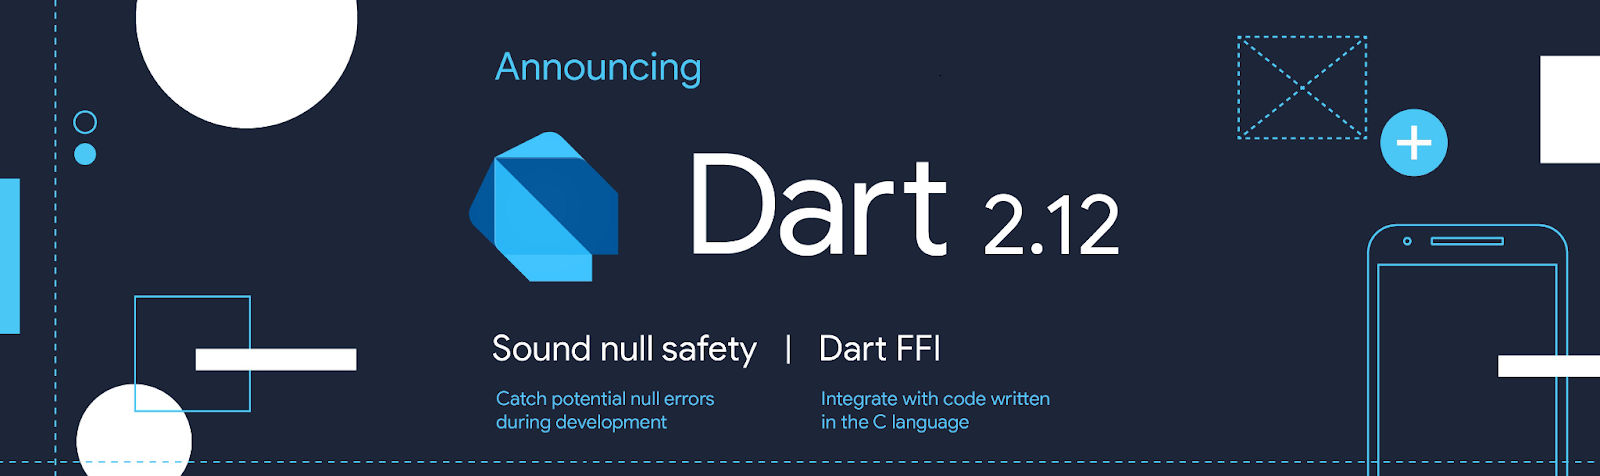 Announcing
Dart 2.12
Sound null safety | Dart FFI
Catch potential null errors
during development
Integrate with code written
in the C language